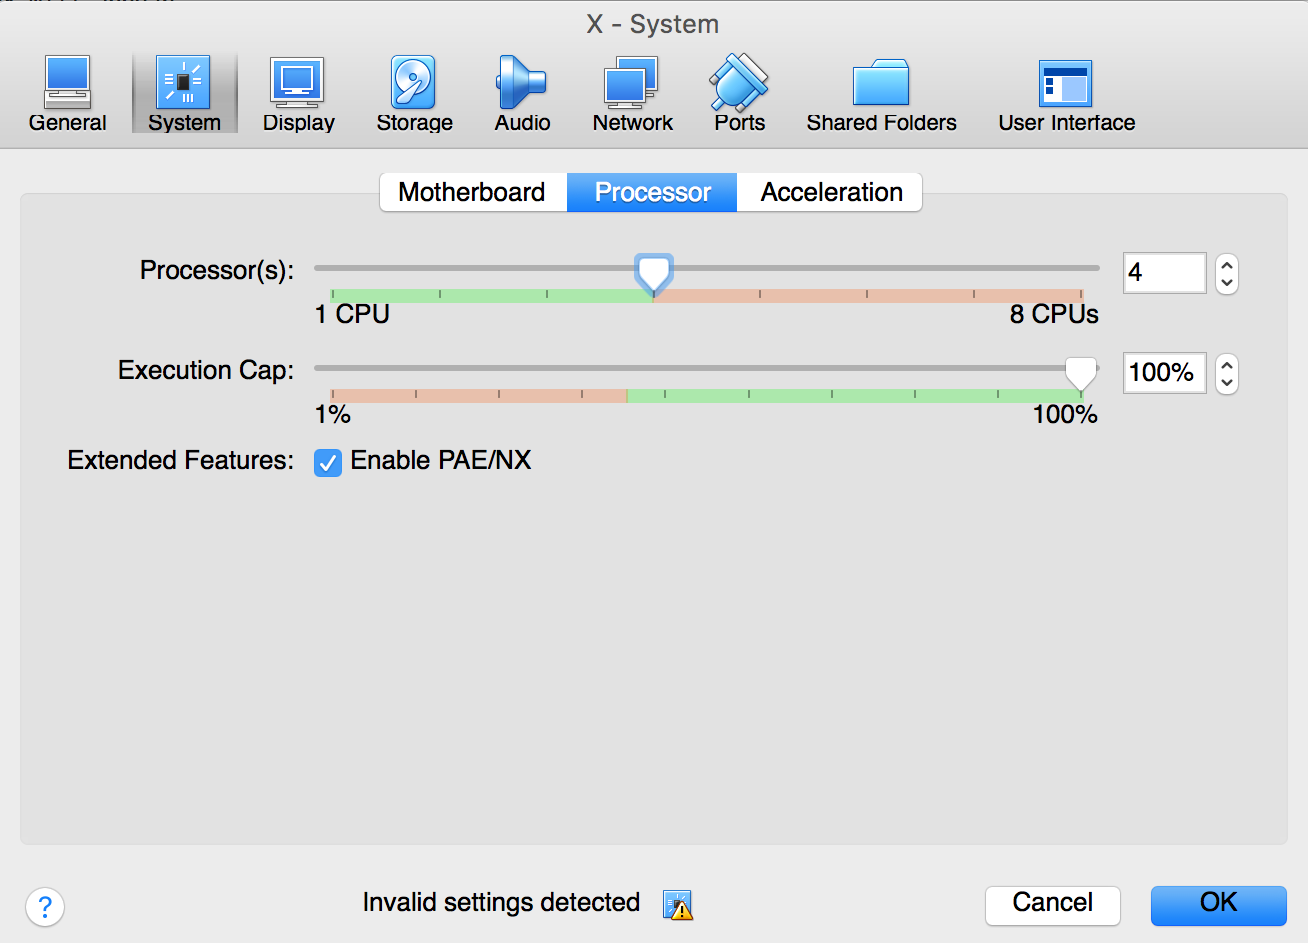 X - System
General System Display Storage Audio Network Ports Shared Folders User Interface
Motherboard Processor Acceleration
Processor(s): 4
1 CPU 8 CPUs
Execution Cap: 100%
1% 100%
Extended Features: Enable PAE/NX
? Invalid settings detected Cancel OK